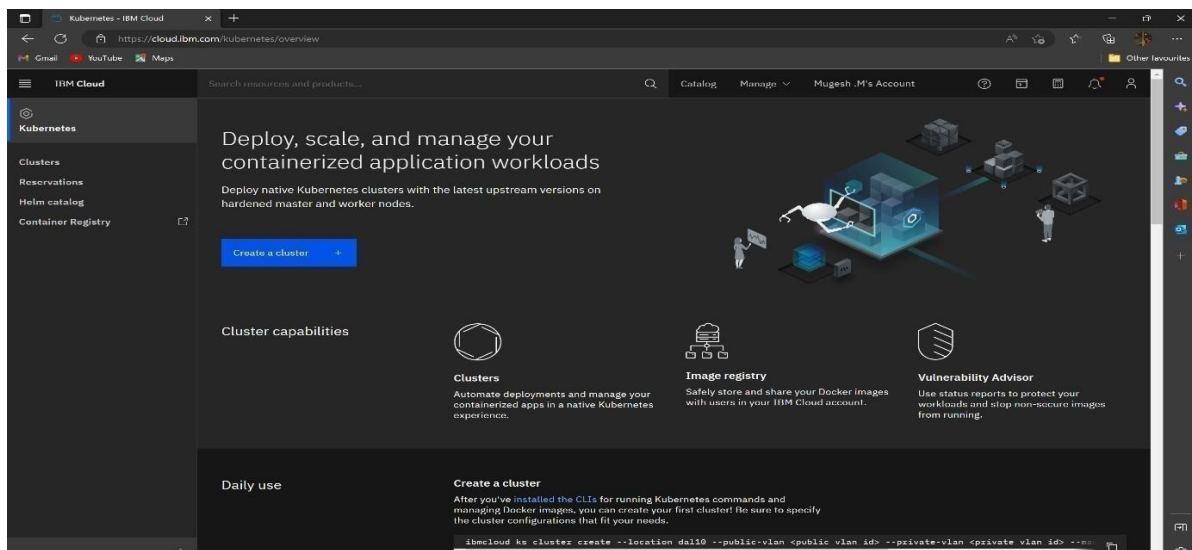 Kubernetes - IBM Cloud
https://cloud.ibm.com/kubernetes/overview
Gmail YouTube Maps Other favourites
IBM Cloud Search resources and products... Catalog Manage Mugesh .M's Account
Kubernetes
Clusters
Reservations
Helm catalog
Container Registry
Deploy, scale, and manage your
containerized application workloads
Deploy native Kubernetes clusters with the latest upstream versions on
hardened master and worker nodes.
Create a cluster +
Cluster capabilities
Clusters
Automate deployments and manage your
containerized apps in a native Kubernetes
experience.
Image registry
Safely store and share your Docker images
with users in your IBM Cloud account.
Vulnerability Advisor
Use status reports to protect your
workloads and stop non-secure images
from running.
Daily use
Create a cluster
After you've installed the CLIs for running Kubernetes commands and
managing Docker images, you can create your first cluster! Be sure to specify
the cluster configurations that fit your needs.
ibmcloud ks cluster create --location dal10 --public-vlan <public vlan id> --private-vlan <private vlan id>